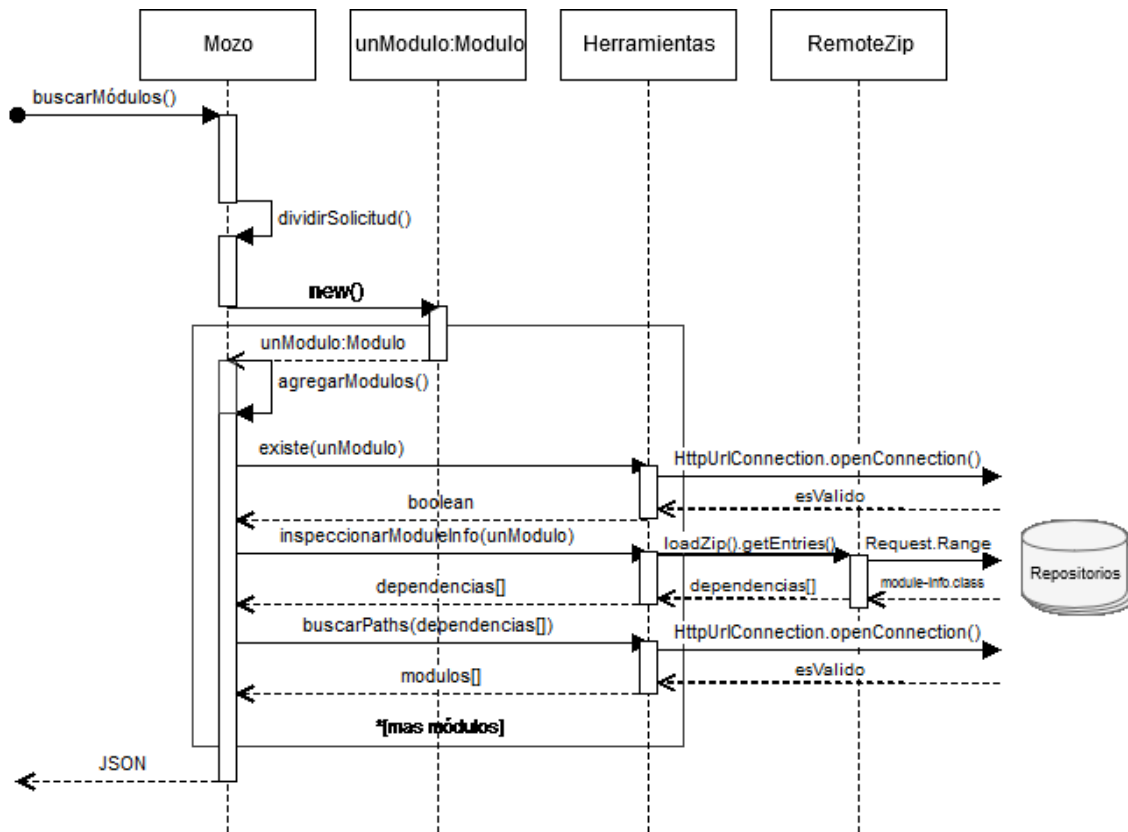 Mozo
unModulo:Modulo
Herramientas
RemoteZip
buscarMódulos()
dividirSolicitud()
new()
unModulo:Modulo
agregarModulos()
existe(unModulo)
HttpUrlConnection.openConnection()
esValido
boolean
inspeccionarModuleInfo(unModulo)
loadZip().getEntries()
Request.Range
Repositorios
dependencias[]
dependencias[]
module-info.class
buscarPaths(dependencias[])
HttpUrlConnection.openConnection()
esValido
modulos[]
*[mas módulos]
JSON